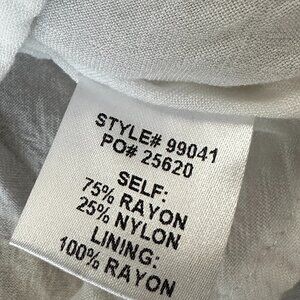 STYLE# 99041
PO# 25620
SELF:
75% RAYON
25% NYLON
LINING:
100% RAYON